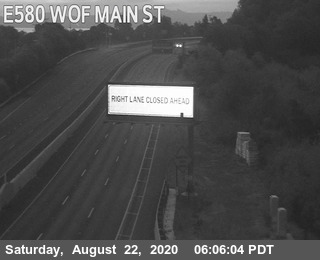 E580 WOF MAIN ST
RIGHT LANE CLOSED AHEAD
Saturday, August 22, 2020 06:06:04 PDT